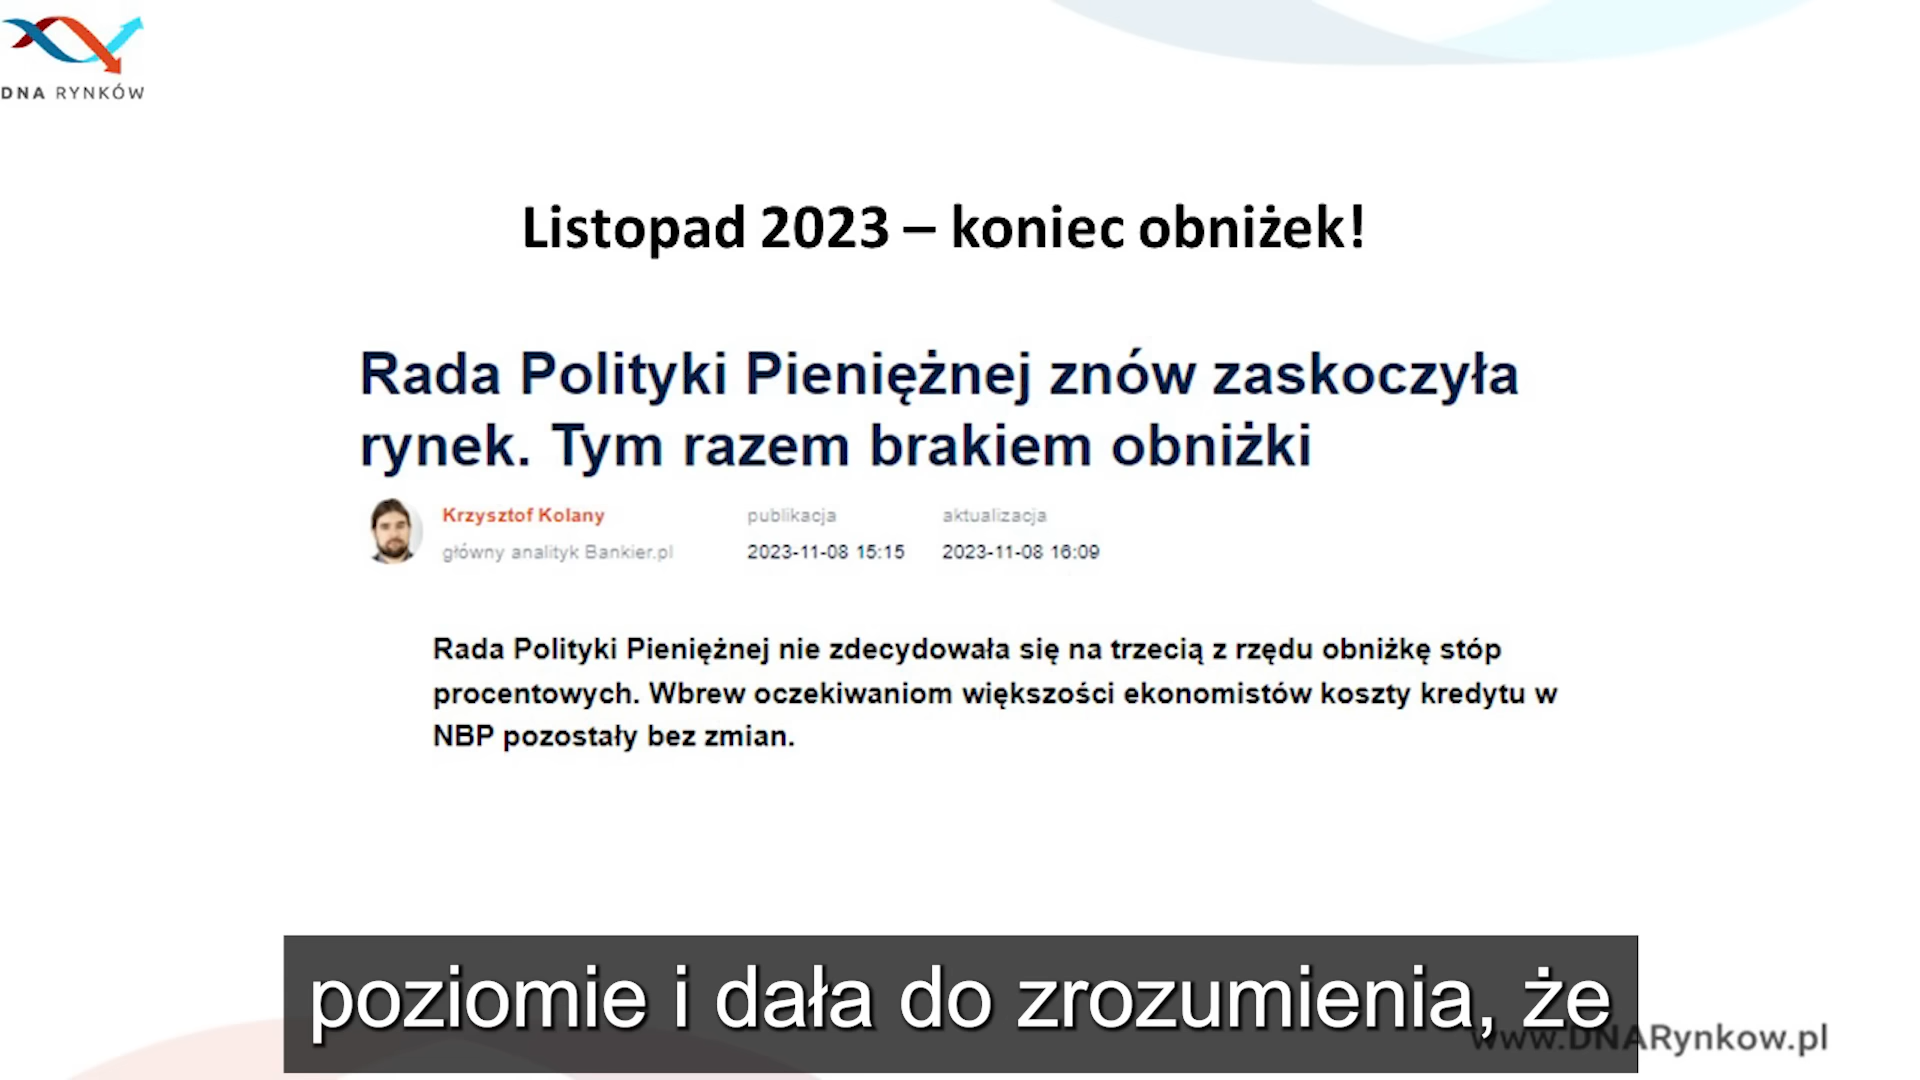 DNA RYNKÓW
Listopad 2023 – koniec obniżek!
Rada Polityki Pieniężnej znów zaskoczyła
rynek. Tym razem brakiem obniżki
Krzysztof Kolany
publikacja
aktualizacja
główny analityk Bankier.pl
2023-11-08 15:15
2023-11-08 16:09
Rada Polityki Pieniężnej nie zdecydowała się na trzecią z rzędu obniżkę stóp
procentowych. Wbrew oczekiwaniom większości ekonomistów koszty kredytu w
NBP pozostały bez zmian.
poziomie i dała do zrozumienia, że
www.DNARynkow.pl